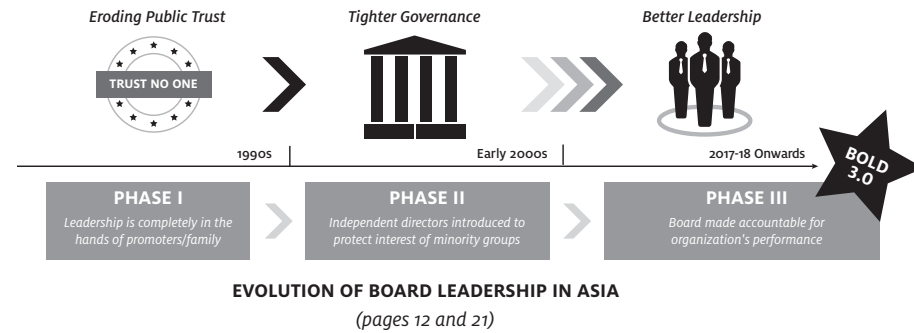 Eroding Public Trust
Tighter Governance
Better Leadership
TRUST NO ONE
1990s
Early 2000s
2017-18 Onwards
BOLD
3.0
PHASE I
Leadership is completely in the
hands of promoters/family
PHASE II
Independent directors introduced to
protect interest of minority groups
PHASE III
Board made accountable for
organization's performance
EVOLUTION OF BOARD LEADERSHIP IN ASIA
(pages 12 and 21)